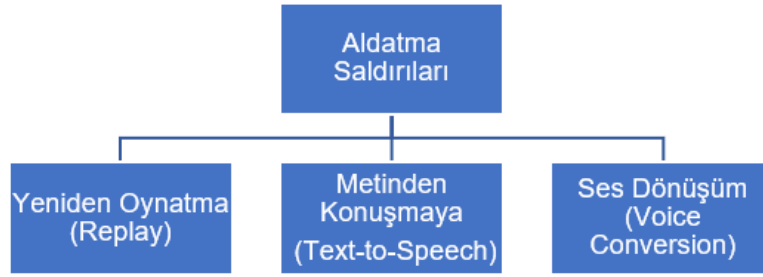 Aldatma
Saldırıları
Yeniden Oynatma
(Replay)
Metinden
Konuşmaya
(Text-to-Speech)
Ses Dönüşüm
(Voice
Conversion)